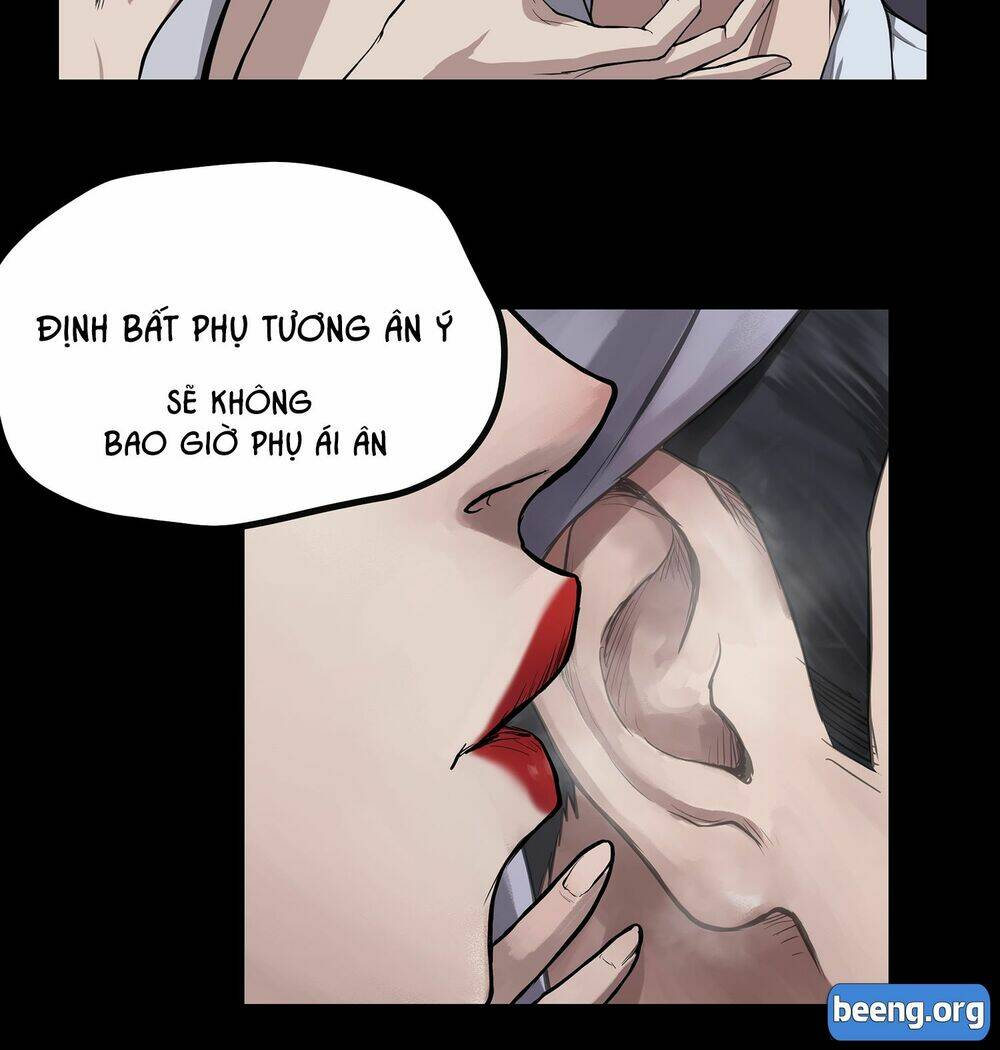 ĐỊNH BẤT PHỤ TƯƠNG ÂN Ý
SẼ KHÔNG
BAO GIỜ PHỤ ÁI ÂN
beeng.org